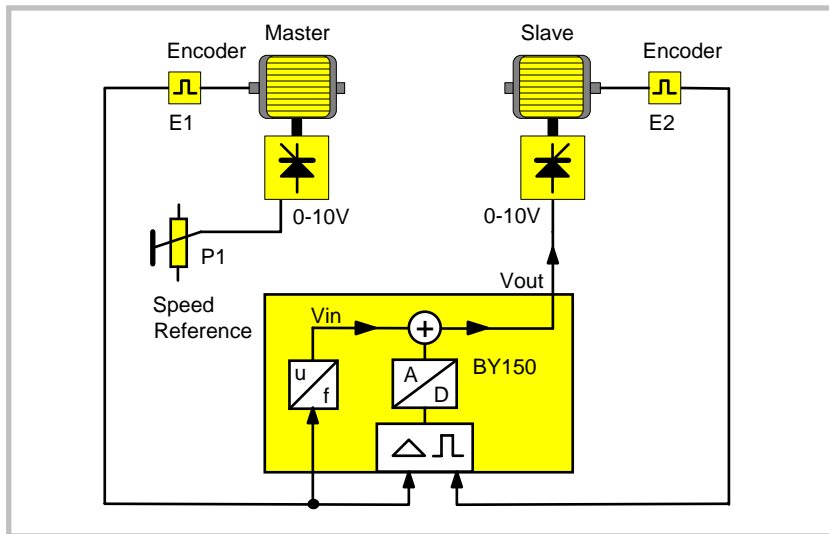 Encoder
Master
Slave
Encoder
E1
E2
0-10V
0-10V
P1
Vout
Speed
Reference
Vin
BY150
u
f
A
D